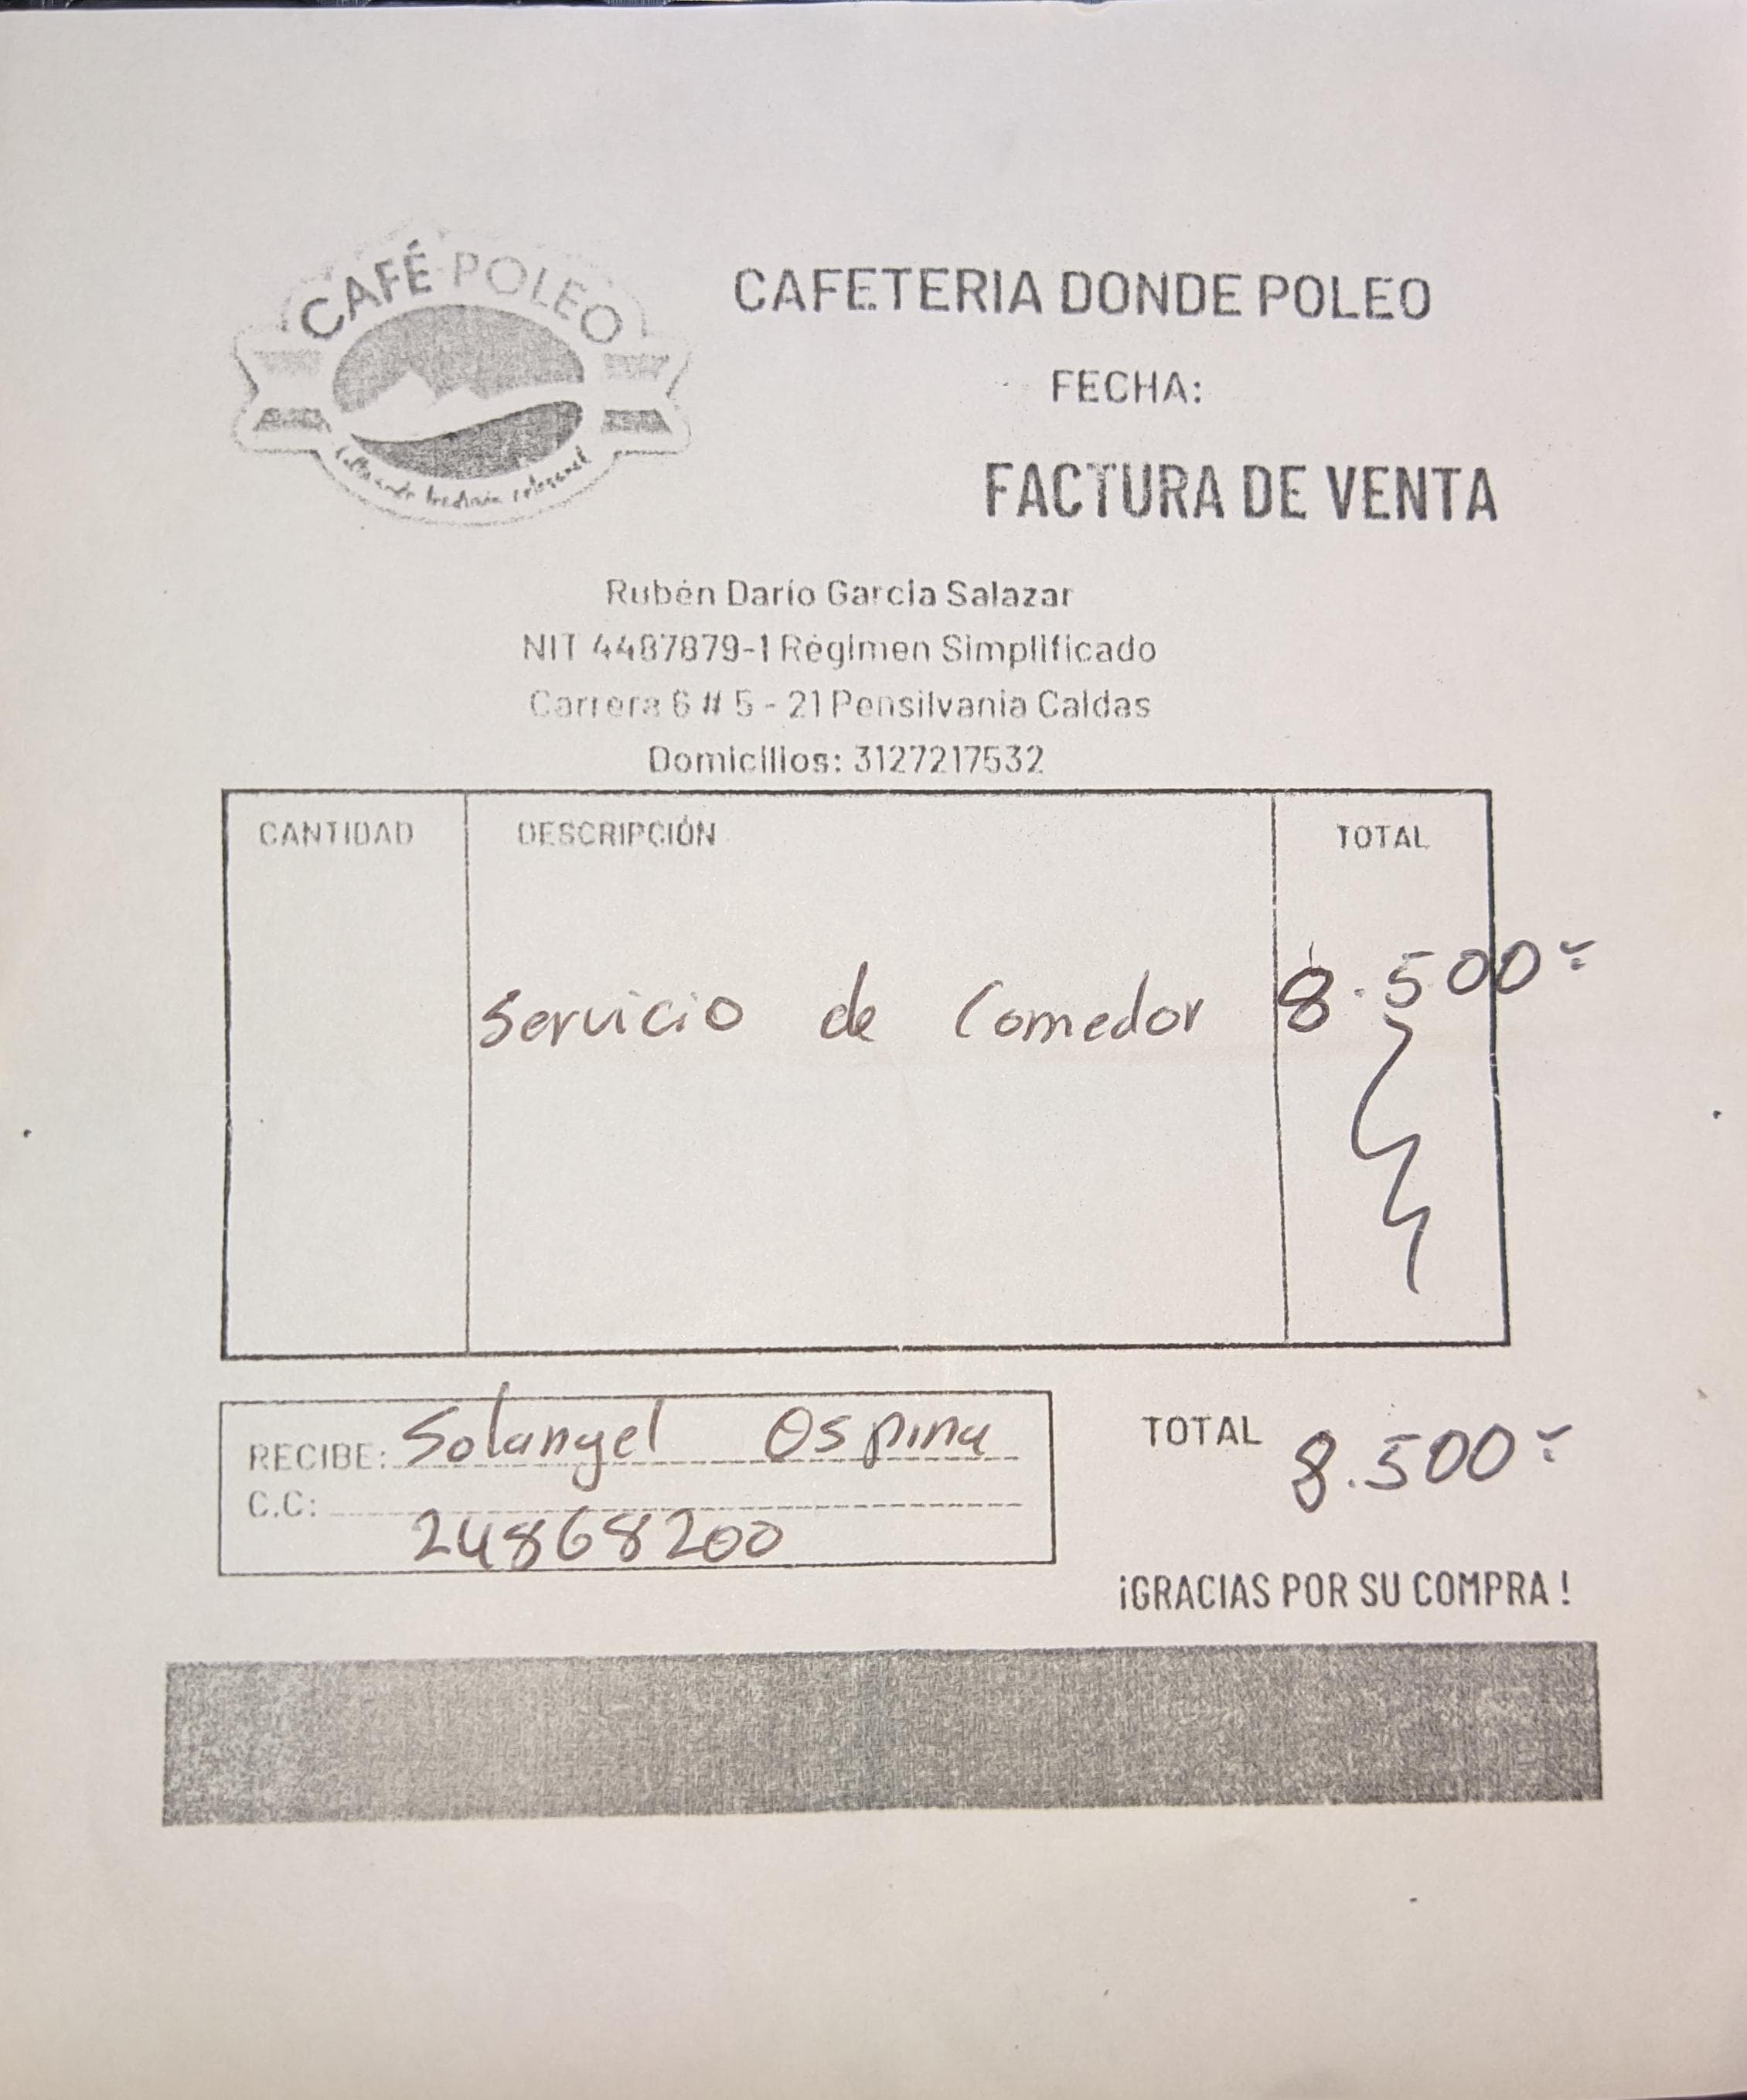 CAFÉ POLEO
CAFETERIA DONDE POLEO
FECHA:
FACTURA DE VENTA
Rubén Darío García Salazar
NIT 4487879-1 Régimen Simplificado
Carrera 6 # 5 - 21 Pensilvania Caldas
Domicilios: 3127217532
CANTIDAD DESCRIPCIÓN TOTAL
Servicio de Comedor 8.500
RECIBE: Solangel Ospina
C.C: 24868200
TOTAL 8.500
¡GRACIAS POR SU COMPRA !